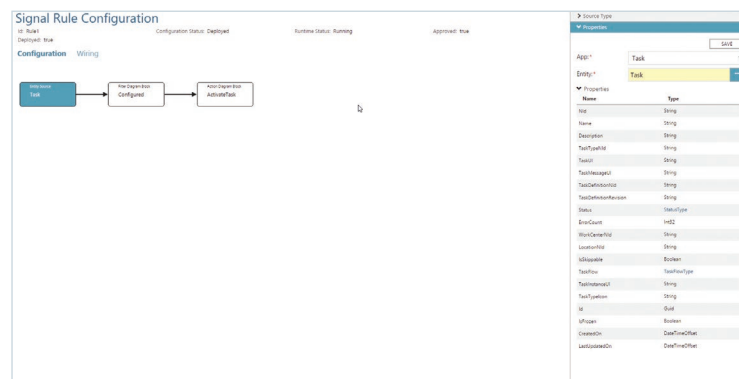 Signal Rule Configuration
Id: Rule1 Configuration Status: Deployed Runtime Status: Running Approved: true
Deployed: true
Configuration Wiring
Entity Source
Task
Filter Diagram Block
Configured
Action Diagram Block
ActivateTask
Source Type
Properties
SAVE
App:* Task
Entity:* Task
Properties
Name Type
NId String
Name String
Description String
TaskTypeNId String
TaskUI String
TaskMessageUI String
TaskDefinitionNId String
TaskDefinitionRevision String
Status StatusType
ErrorCount Int32
WorkCenterNId String
LocationNId String
IsSkippable Boolean
TaskFlow TaskFlowType
TaskInstanceUI String
TaskTypeIcon String
Id Guid
IsFrozen Boolean
CreatedOn DateTimeOffset
LastUpdatedOn DateTimeOffset